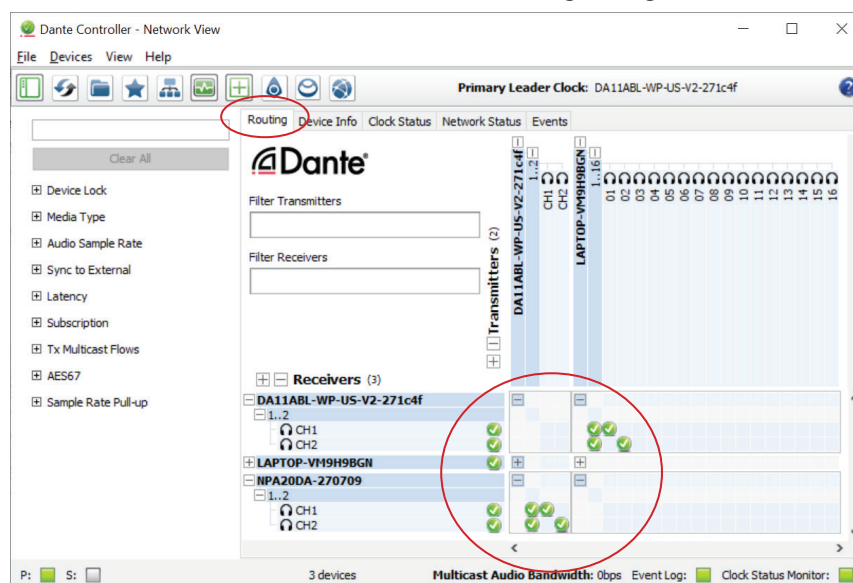 Dante Controller - Network View
File Devices View Help
Primary Leader Clock: DA11ABL-WP-US-V2-271c4f
Routing Device Info Clock Status Network Status Events
Clear All
Device Lock
Media Type
Audio Sample Rate
Sync to External
Latency
Subscription
Tx Multicast Flows
AES67
Sample Rate Pull-up
Dante
Filter Transmitters
Filter Receivers
Transmitters (2)
DA11ABL-WP-US-V2-271c4f
1..2
CH1
CH2
LAPTOP-VM9H9BGN
1..16
01
02
03
04
05
06
07
08
09
10
11
12
13
14
15
16
Receivers (3)
DA11ABL-WP-US-V2-271c4f
1..2
CH1
CH2
LAPTOP-VM9H9BGN
NPA20DA-270709
1..2
CH1
CH2
P: S: 3 devices Multicast Audio Bandwidth: 0bps Event Log: Clock Status Monitor: